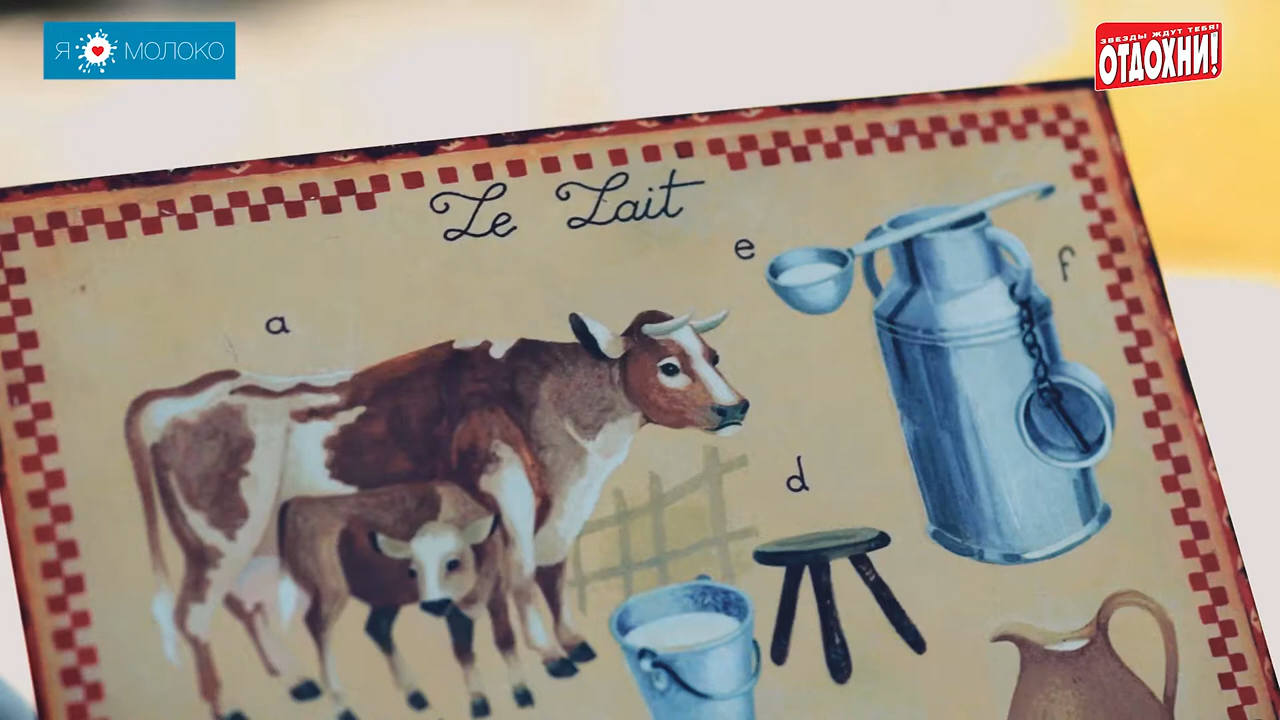 Я МОЛОКО
ЗВЕЗДЫ ЖДУТ ТЕБЯ!
ОТДОХНИ!
Le Lait
e
f
a
d